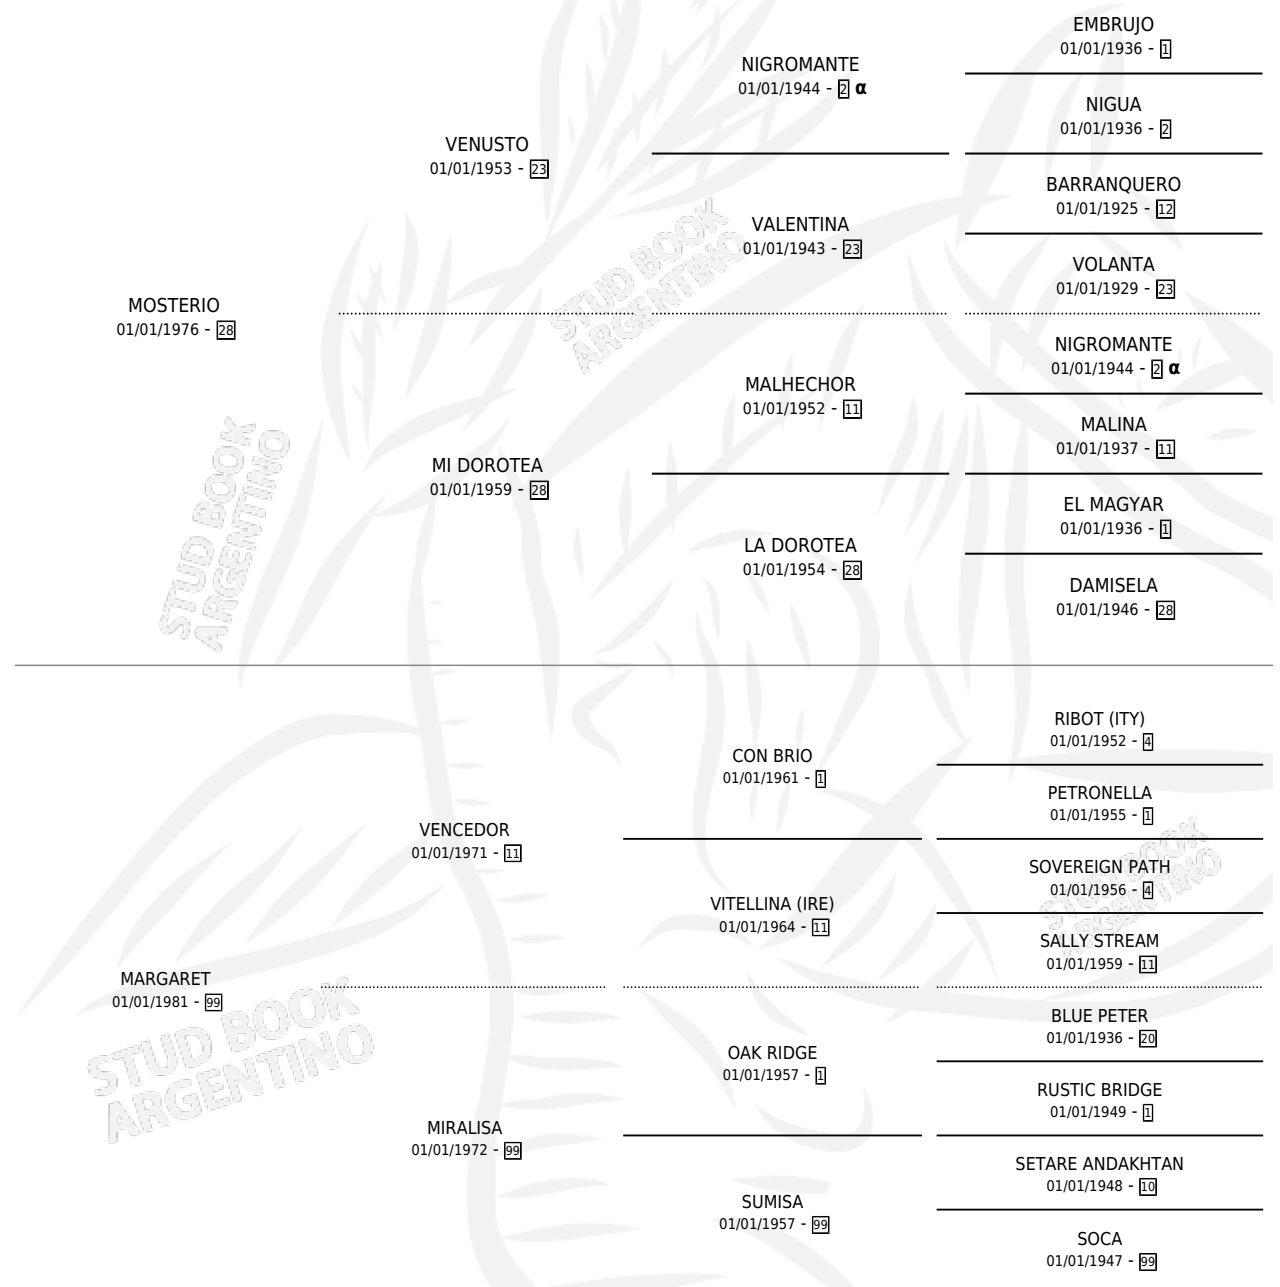 EMBRUJO
01/01/1936 - 1
NIGROMANTE
01/01/1944 - 2 α
NIGUA
01/01/1936 - 2
VENUSTO
01/01/1953 - 23
BARRANQUERO
01/01/1925 - 12
VALENTINA
01/01/1943 - 23
VOLANTA
01/01/1929 - 23
MOSTERIO
01/01/1976 - 28
NIGROMANTE
01/01/1944 - 2 α
MALHECHOR
01/01/1952 - 11
MALINA
01/01/1937 - 11
MI DOROTEA
01/01/1959 - 28
EL MAGYAR
01/01/1936 - 1
LA DOROTEA
01/01/1954 - 28
DAMISELA
01/01/1946 - 28
STUD BOOK
ARGENTINO
STUD BOOK
ARGENTINO
RIBOT (ITY)
01/01/1952 - 4
CON BRIO
01/01/1961 - 1
PETRONELLA
01/01/1955 - 1
VENCEDOR
01/01/1971 - 11
SOVEREIGN PATH
01/01/1956 - 4
VITELLINA (IRE)
01/01/1964 - 11
SALLY STREAM
01/01/1959 - 11
MARGARET
01/01/1981 - 99
BLUE PETER
01/01/1936 - 20
OAK RIDGE
01/01/1957 - 1
RUSTIC BRIDGE
01/01/1949 - 1
MIRALISA
01/01/1972 - 99
SETARE ANDAKHTAN
01/01/1948 - 10
SUMISA
01/01/1957 - 99
SOCA
01/01/1947 - 99
STUD BOOK
ARGENTINO
STUD BOOK
ARGENTINO